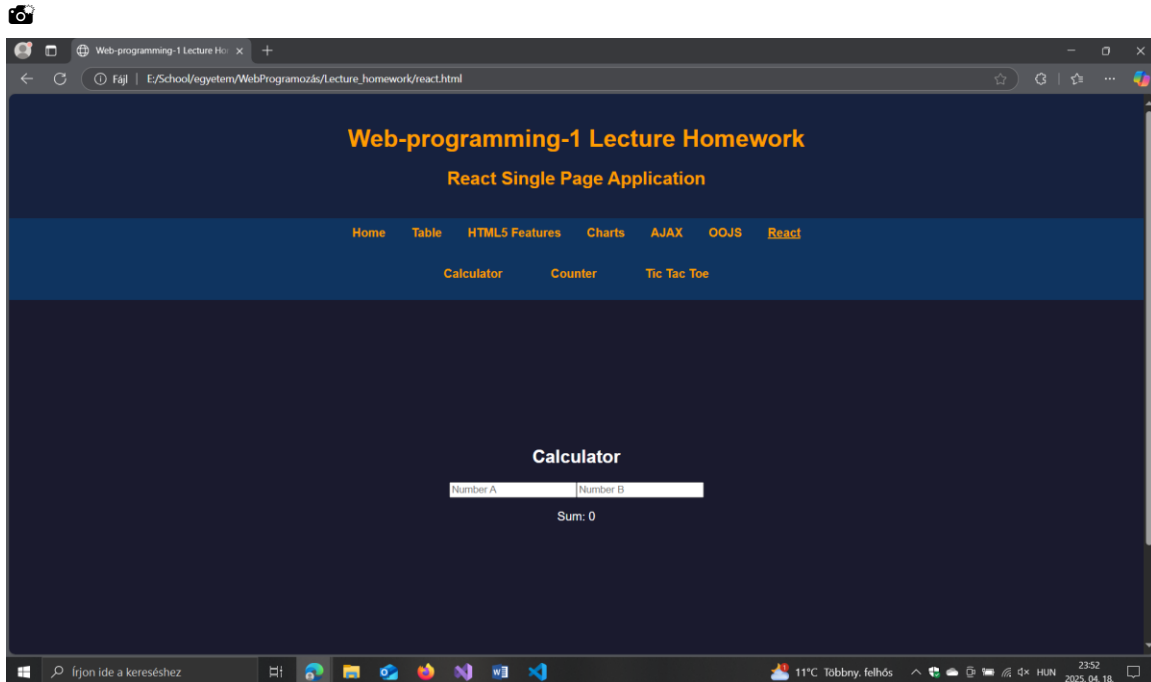 Web-programming-1 Lecture Ho
Fájl | E:/School/egyetem/WebProgramozás/Lecture_homework/react.html
Web-programming-1 Lecture Homework
React Single Page Application
Home Table HTML5 Features Charts AJAX OOJS React
Calculator Counter Tic Tac Toe
Calculator
Number A Number B
Sum: 0
Írjon ide a kereséshez 11°C Többny. felhős HUN 23:52
2025. 04. 18.